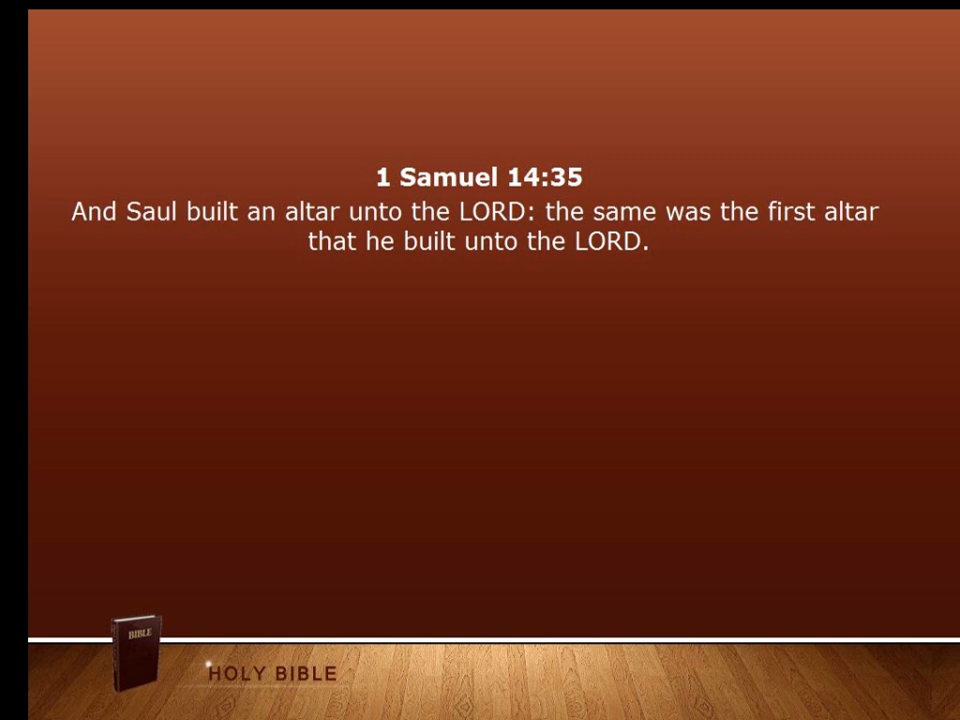 1 Samuel 14:35
And Saul built an altar unto the LORD: the same was the first altar
that he built unto the LORD.
BIBLE
HOLY BIBLE